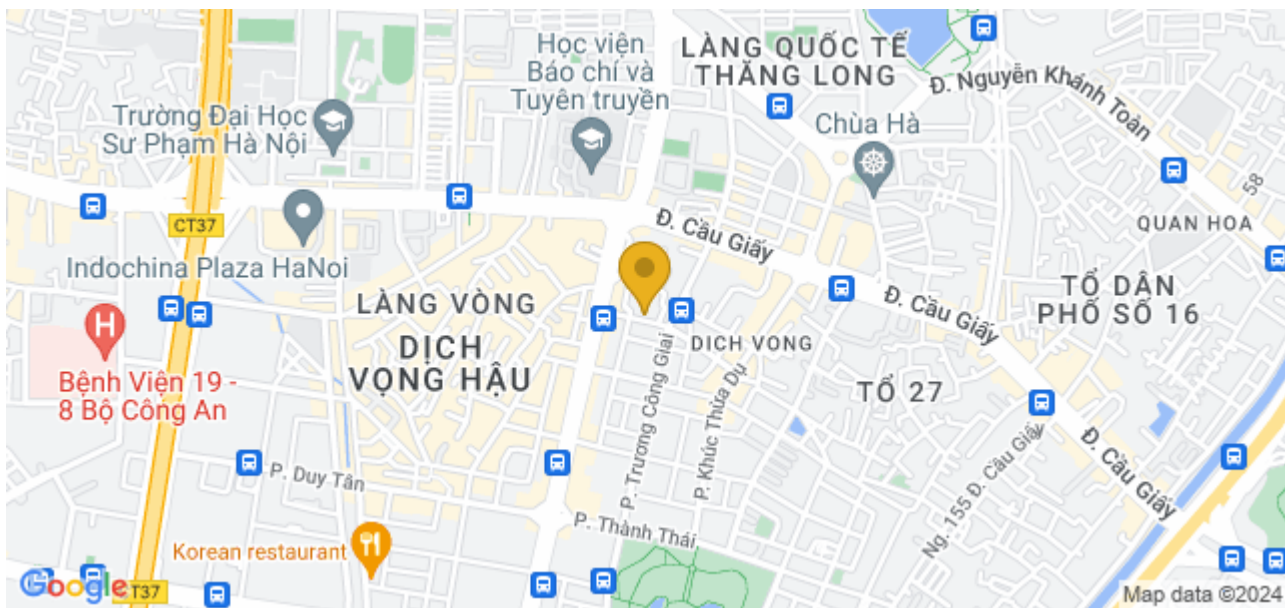 Học viện
Báo chí và
Tuyên truyền
LÀNG QUỐC TẾ
THĂNG LONG
Đ. Nguyễn Khánh Toàn
Trường Đại Học
Sư Phạm Hà Nội
Chùa Hà
58
CT37
Đ. Cầu Giấy
QUAN HOA
Indochina Plaza HaNoi
LÀNG VÒNG
Đ. Cầu Giấy
TỔ DÂN
PHỐ SỐ 16
H
DỊCH
VỌNG HẬU
DICH VONG
Bệnh Viện 19 -
8 Bộ Công An
P. Trương Công Giai
P. Khúc Thừa Dụ
TỔ 27
Đ. Cầu Giấy
P. Duy Tân
Ng. 155 Đ. Cầu Giấy
P. Thành Thái
Korean restaurant
Google
T37
Map data ©2024